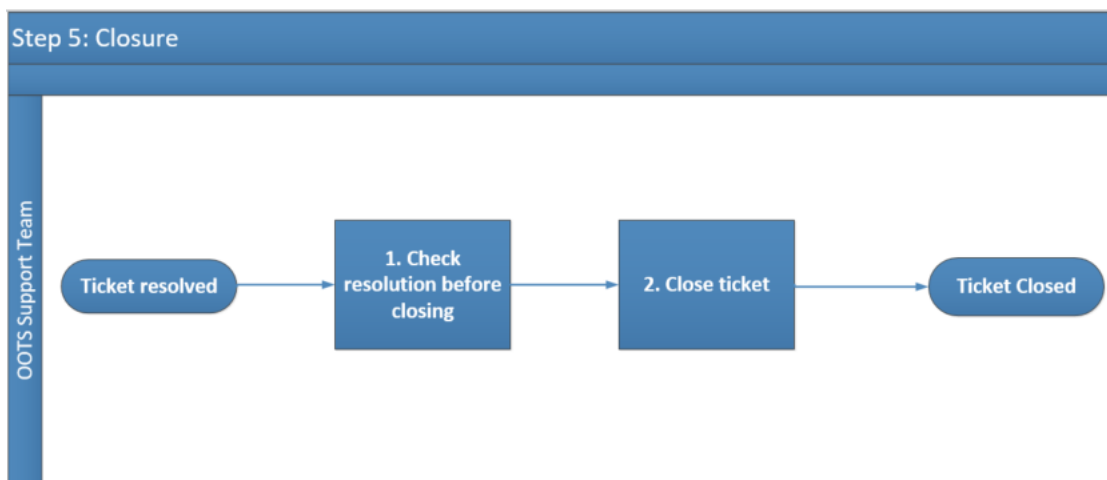 Step 5: Closure
OOTS Support Team
Ticket resolved
1. Check
resolution before
closing
2. Close ticket
Ticket Closed